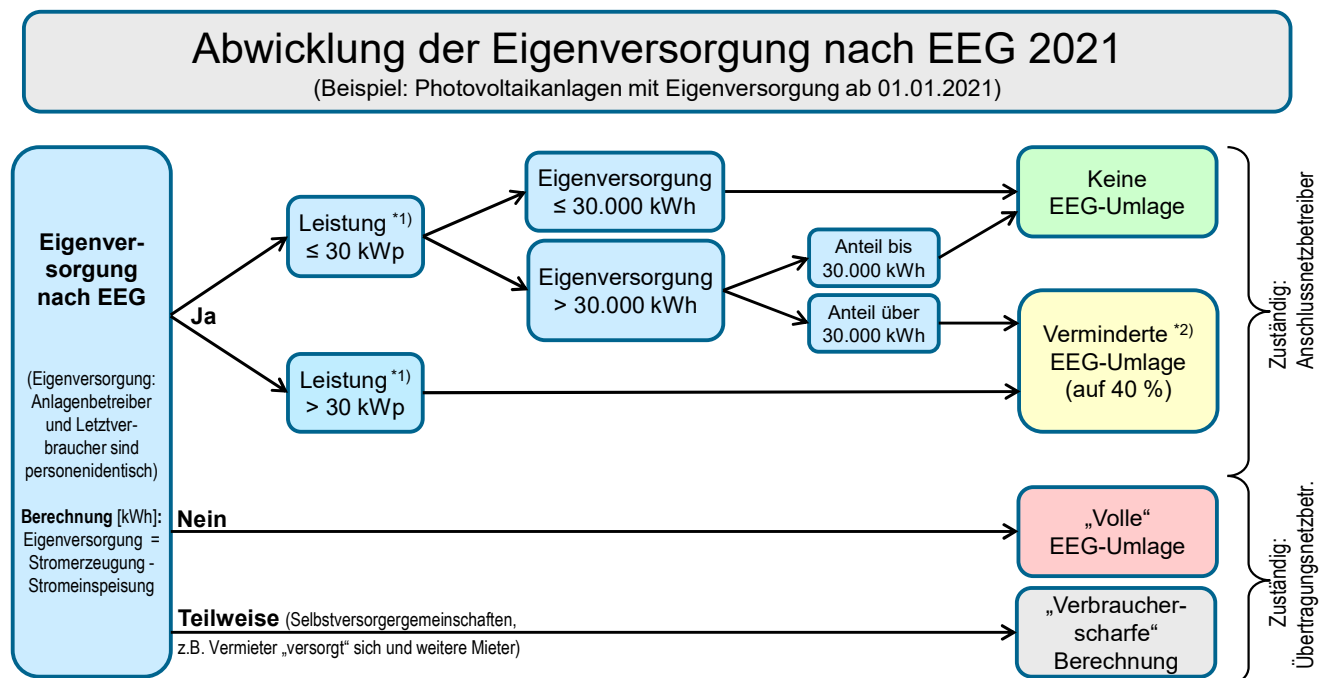 Abwicklung der Eigenversorgung nach EEG 2021
(Beispiel: Photovoltaikanlagen mit Eigenversorgung ab 01.01.2021)
Eigenver-
sorgung
nach EEG
(Eigenversorgung:
Anlagenbetreiber
und Letztver-
braucher sind
personenidentisch)
Berechnung [kWh]:
Eigenversorgung =
Stromerzeugung -
Stromeinspeisung
Ja
Leistung *1)
≤ 30 kWp
Leistung *1)
> 30 kWp
Eigenversorgung
≤ 30.000 kWh
Eigenversorgung
> 30.000 kWh
Anteil bis
30.000 kWh
Anteil über
30.000 kWh
Keine
EEG-Umlage
Verminderte *2)
EEG-Umlage
(auf 40 %)
Zuständig:
Anschlussnetzbetreiber
Nein
„Volle“
EEG-Umlage
Teilweise (Selbstversorgergemeinschaften,
z.B. Vermieter „versorgt“ sich und weitere Mieter)
„Verbraucher-
scharfe“
Berechnung
Zuständig:
Übertragungsnetzbetr.